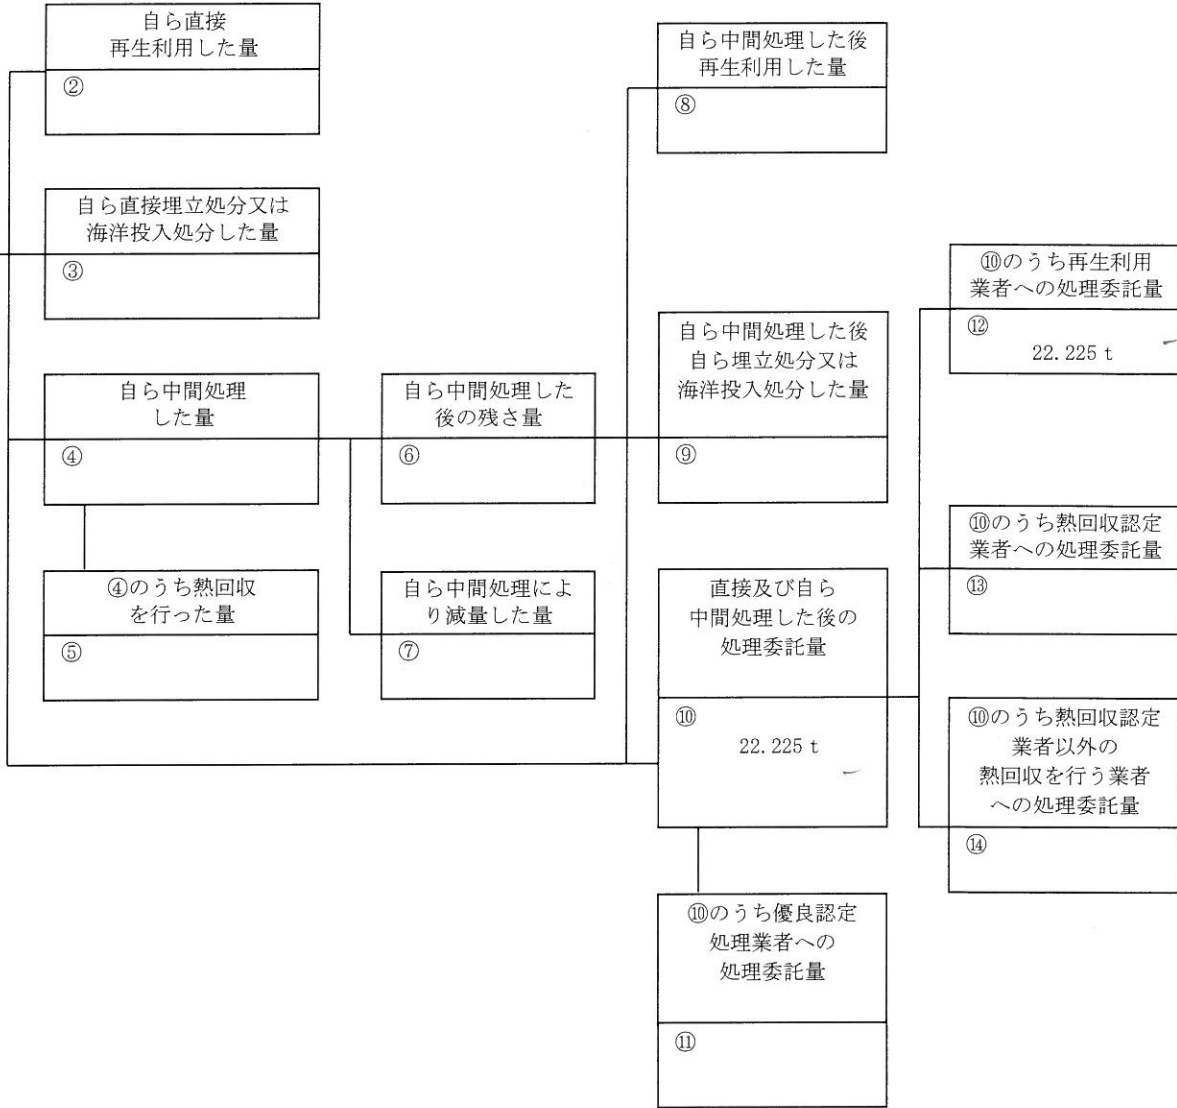 自ら直接
再生利用した量
②
自ら直接埋立処分又は
海洋投入処分した量
③
自ら中間処理
した量
④
④のうち熱回収
を行った量
⑤
自ら中間処理した
後の残さ量
⑥
自ら中間処理によ
り減量した量
⑦
自ら中間処理した後
再生利用した量
⑧
自ら中間処理した後
自ら埋立処分又は
海洋投入処分した量
⑨
直接及び自ら
中間処理した後の
処理委託量
⑩
22.225 t
⑩のうち優良認定
処理業者への
処理委託量
⑪
⑩のうち再生利用
業者への処理委託量
⑫
22.225 t
⑩のうち熱回収認定
業者への処理委託量
⑬
⑩のうち熱回収認定
業者以外の
熱回収を行う業者
への処理委託量
⑭